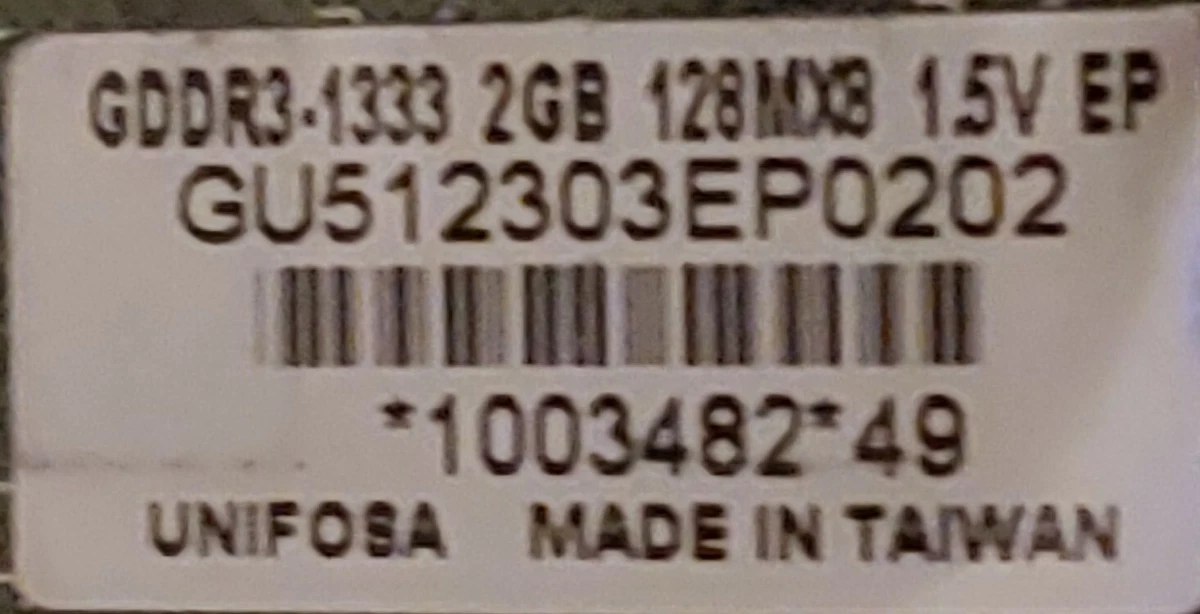 GDDR3-1333 2GB 128MX8 1.5V EP
GU512303EP0202
*1003482*49
UNIFOSA MADE IN TAIWAN